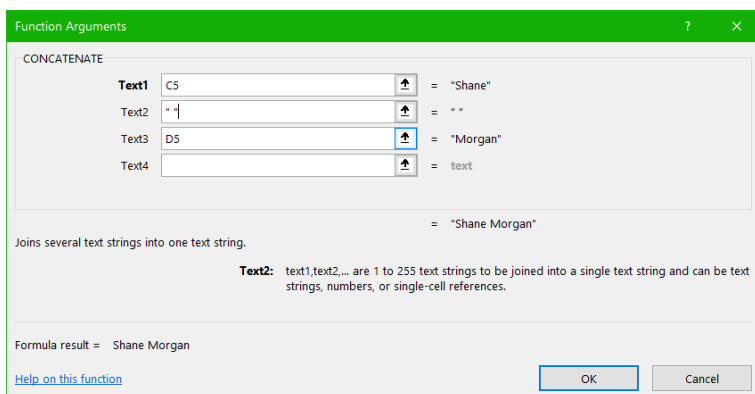 Function Arguments ? ×
CONCATENATE
Text1 C5 = "Shane"
Text2 " " = " "
Text3 D5 = "Morgan"
Text4 = text
= "Shane Morgan"
Joins several text strings into one text string.
Text2: text1,text2,... are 1 to 255 text strings to be joined into a single text string and can be text
strings, numbers, or single-cell references.
Formula result = Shane Morgan
Help on this function OK Cancel